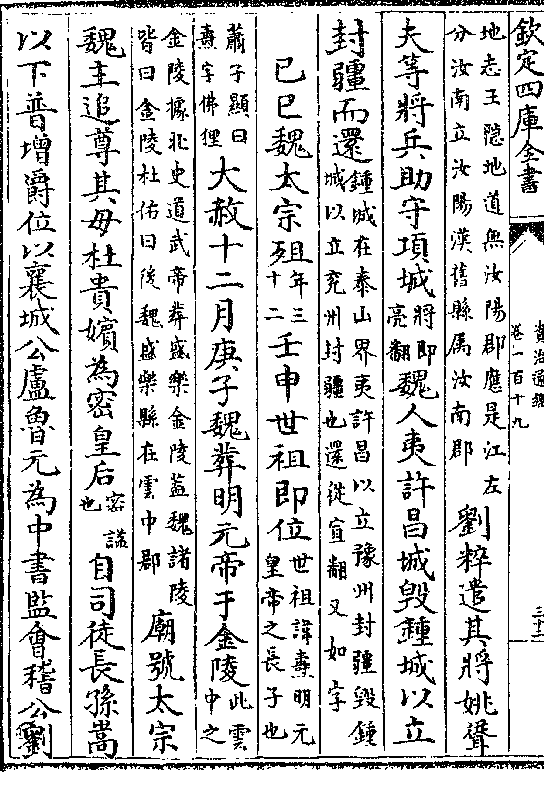 欽定四庫全書
資治通鑑
卷一百十九
三十三
地志王隱地道無汝陽郡應是江左
分汝南立汝陽漢舊縣屬汝南郡
劉粹遣其將姚聳
夫等將兵助守項城將即亮翻魏人夷許昌城毀鍾城以立
封疆而還鍾城在泰山界夷許昌以立豫州封疆毀鍾
城以立兗州封疆也還從宣翻又如字
己巳魏太宗殂年三十二壬申世祖即位世祖諱燾明元皇帝之長子也
蕭子顯曰燾字佛狸大赦十二月庚子魏葬明元帝于金陵此雲中之
金陵據北史道武帝葬盛樂金陵蓋魏諸陵
皆曰金陵杜佑曰後魏盛樂縣在雲中郡
廟號太宗
魏主追尊其母杜貴嬪為密皇后密諡也自司徒長孫嵩
以下普增爵位以襄城公盧魯元為中書監會稽公劉